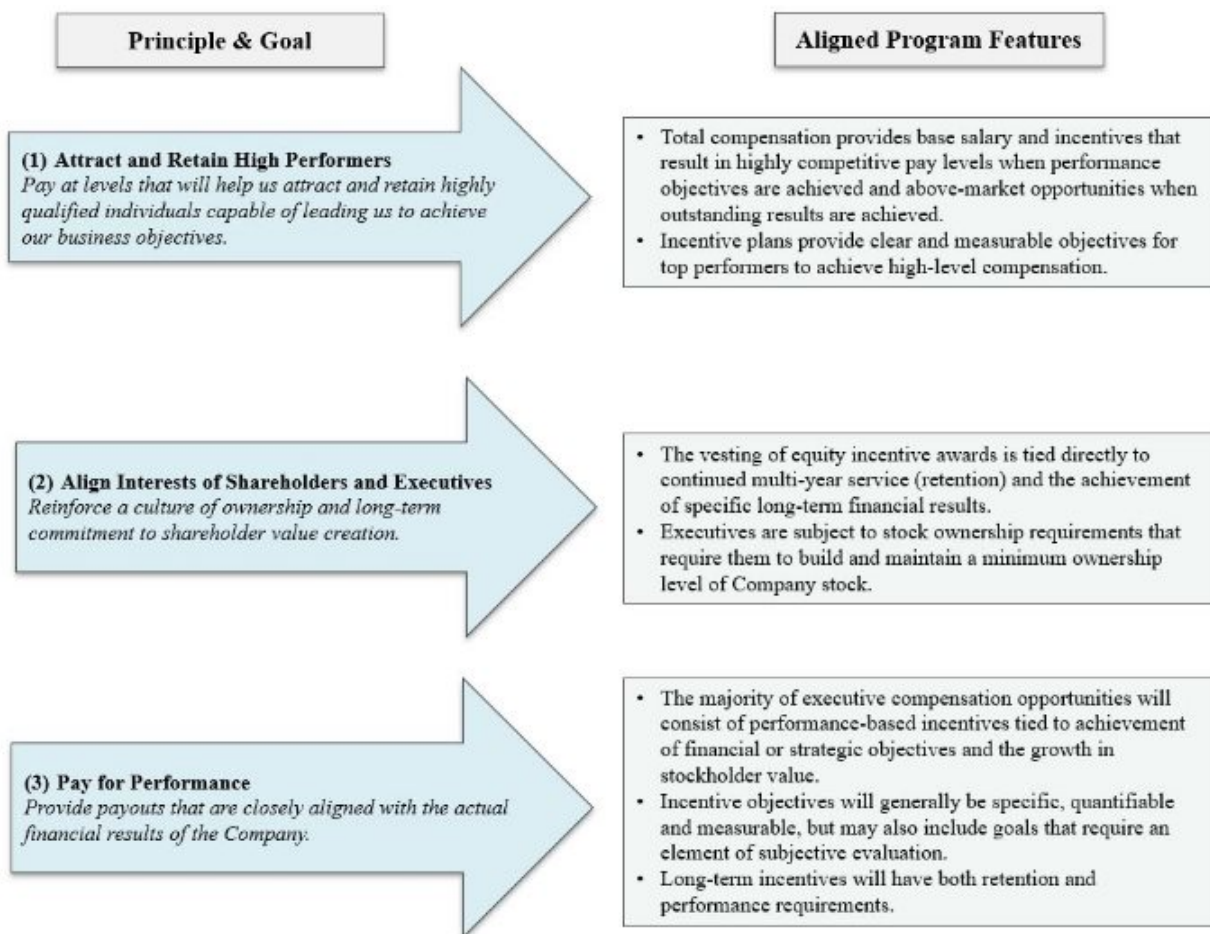 Principle & Goal
Aligned Program Features
(1) Attract and Retain High Performers
Pay at levels that will help us attract and retain highly
qualified individuals capable of leading us to achieve
our business objectives.
• Total compensation provides base salary and incentives that
result in highly competitive pay levels when performance
objectives are achieved and above-market opportunities when
outstanding results are achieved.
• Incentive plans provide clear and measurable objectives for
top performers to achieve high-level compensation.
(2) Align Interests of Shareholders and Executives
Reinforce a culture of ownership and long-term
commitment to shareholder value creation.
• The vesting of equity incentive awards is tied directly to
continued multi-year service (retention) and the achievement
of specific long-term financial results.
• Executives are subject to stock ownership requirements that
require them to build and maintain a minimum ownership
level of Company stock.
(3) Pay for Performance
Provide payouts that are closely aligned with the actual
financial results of the Company.
• The majority of executive compensation opportunities will
consist of performance-based incentives tied to achievement
of financial or strategic objectives and the growth in
stockholder value.
• Incentive objectives will generally be specific, quantifiable
and measurable, but may also include goals that require an
element of subjective evaluation.
• Long-term incentives will have both retention and
performance requirements.